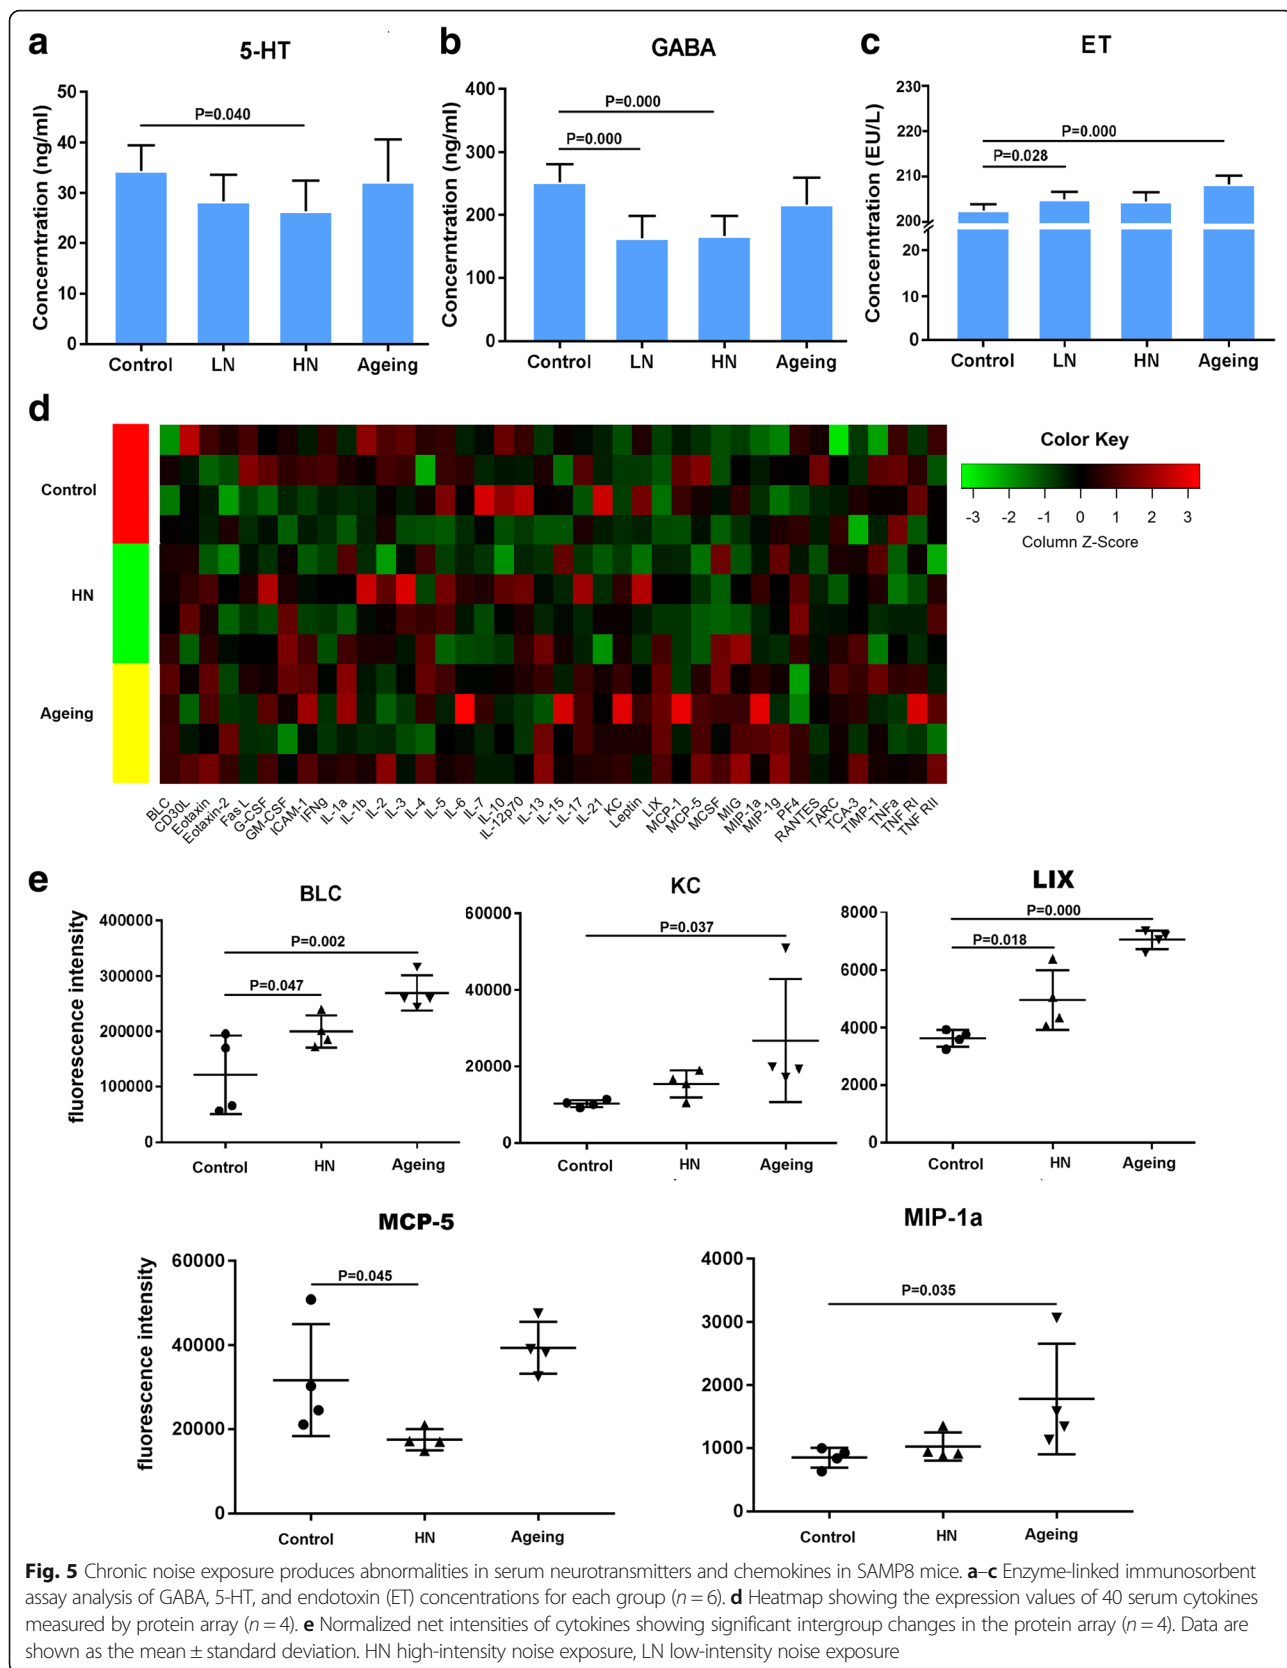 a
5-HT
Concerntration (ng/ml)
50
40
30
20
10
0
P=0.040
Control LN HN Ageing
b
GABA
Concerntration (ng/ml)
400
300
200
100
0
P=0.000
P=0.000
Control LN HN Ageing
c
ET
Concerntration (EU/L)
230
220
210
200
20
10
0
P=0.000
P=0.028
Control LN HN Ageing
d
Control
HN
Ageing
Color Key
-3 -2 -1 0 1 2 3
Column Z-Score
BLC CD30L Eotaxin Eotaxin-2 Fas L G-CSF GM-CSF ICAM-1 IFNg IL-1a IL-1b IL-2 IL-3 IL-4 IL-5 IL-6 IL-7 IL-10 IL-12p70 IL-13 IL-15 IL-17 IL-21 KC Leptin LIX MCP-1 MCP-5 MCSF MIG MIP-1a MIP-1g PF4 RANTES TARC TCA-3 TIMP-1 TNFa TNF RI TNF RII
e
BLC
fluorescence intensity
400000
300000
200000
100000
0
P=0.002
P=0.047
Control HN Ageing
KC
60000
40000
20000
0
P=0.037
Control HN Ageing
LIX
8000
6000
4000
2000
0
P=0.000
P=0.018
Control HN Ageing
MCP-5
fluorescence intensity
60000
40000
20000
0
P=0.045
Control HN Ageing
MIP-1a
4000
3000
2000
1000
0
P=0.035
Control HN Ageing
Fig. 5 Chronic noise exposure produces abnormalities in serum neurotransmitters and chemokines in SAMP8 mice. a–c Enzyme-linked immunosorbent
assay analysis of GABA, 5-HT, and endotoxin (ET) concentrations for each group (n = 6). d Heatmap showing the expression values of 40 serum cytokines
measured by protein array (n = 4). e Normalized net intensities of cytokines showing significant intergroup changes in the protein array (n = 4). Data are
shown as the mean ± standard deviation. HN high-intensity noise exposure, LN low-intensity noise exposure